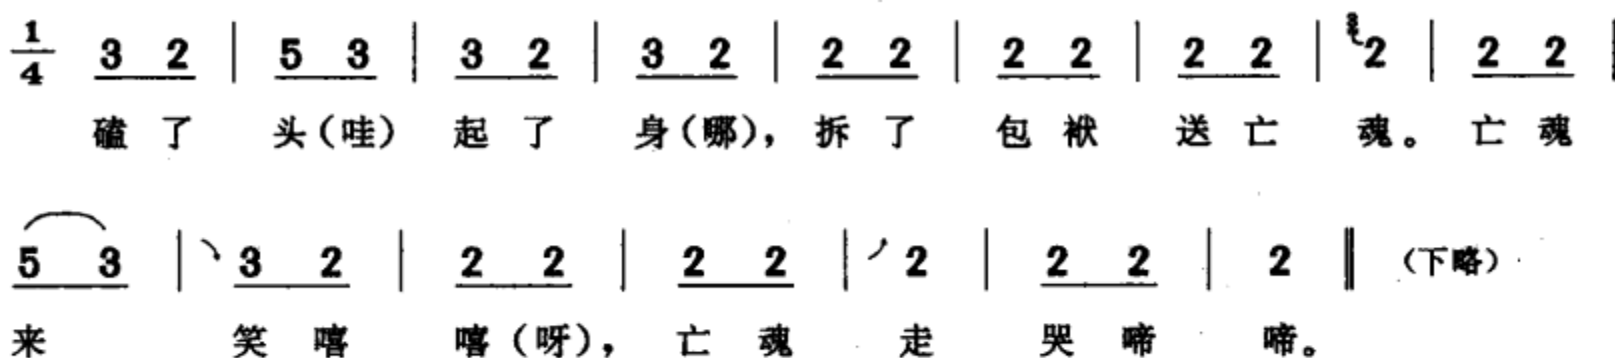 1/4 3 2 | 5 3 | 3 2 | 3 2 | 2 2 | 2 2 | 2 2 | 2 | 2 2 |
磕了 头(哇) 起了 身(哪), 拆了 包袱 送亡 魂。 亡魂
5 3 | 3 2 | 2 2 | 2 2 | 2 | 2 2 | 2 ‖ (下略)
来 笑嘻 嘻(呀), 亡魂 走 哭啼 啼。